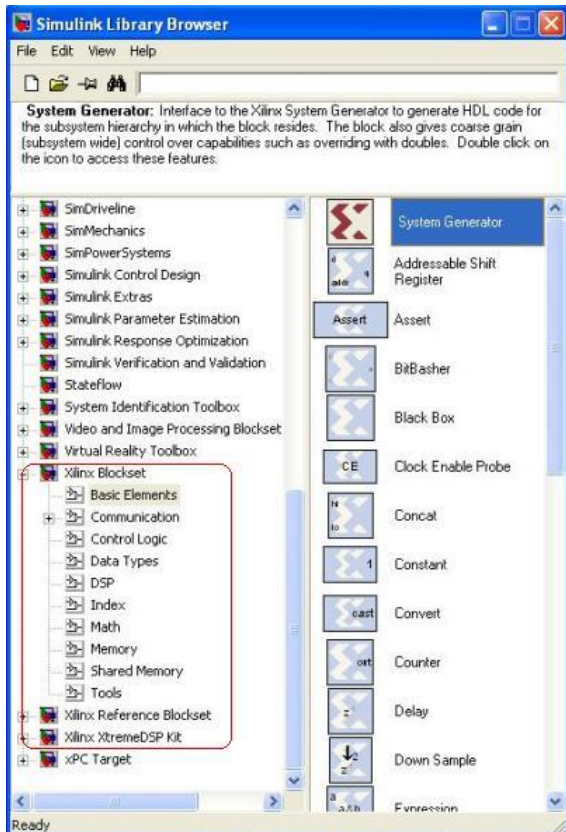 Simulink Library Browser
File Edit View Help
System Generator: Interface to the Xilinx System Generator to generate HDL code for
the subsystem hierarchy in which the block resides. The block also gives coarse grain
(subsystem wide) control over capabilities such as overriding with doubles. Double click on
the icon to access these features.
SimDriveline
SimMechanics
SimPowerSystems
Simulink Control Design
Simulink Extras
Simulink Parameter Estimation
Simulink Response Optimization
Simulink Verification and Validation
Stateflow
System Identification Toolbox
Video and Image Processing Blockset
Virtual Reality Toolbox
Xilinx Blockset
Basic Elements
Communication
Control Logic
Data Types
DSP
Index
Math
Memory
Shared Memory
Tools
Xilinx Reference Blockset
Xilinx XtremeDSP Kit
xPC Target
System Generator
Addressable Shift
Register
Assert
Assert
BitBasher
Black Box
CE
Clock Enable Probe
hi
lo
Concat
1
Constant
cast
Convert
Counter
Delay
Down Sample
a
a&b
Expression
Ready